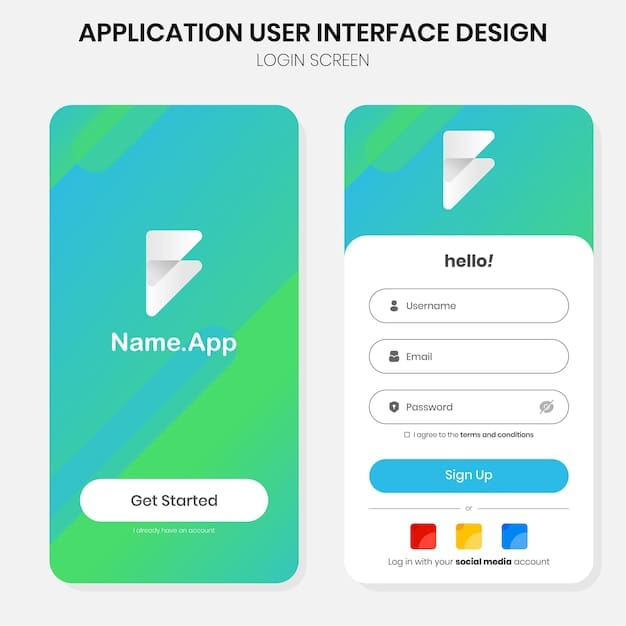 APPLICATION USER INTERFACE DESIGN
LOGIN SCREEN
Name.App
Get Started
I already have an account
hello!
Username
Email
Password
I agree to the terms and conditions
Sign Up
or
Log in with your social media account